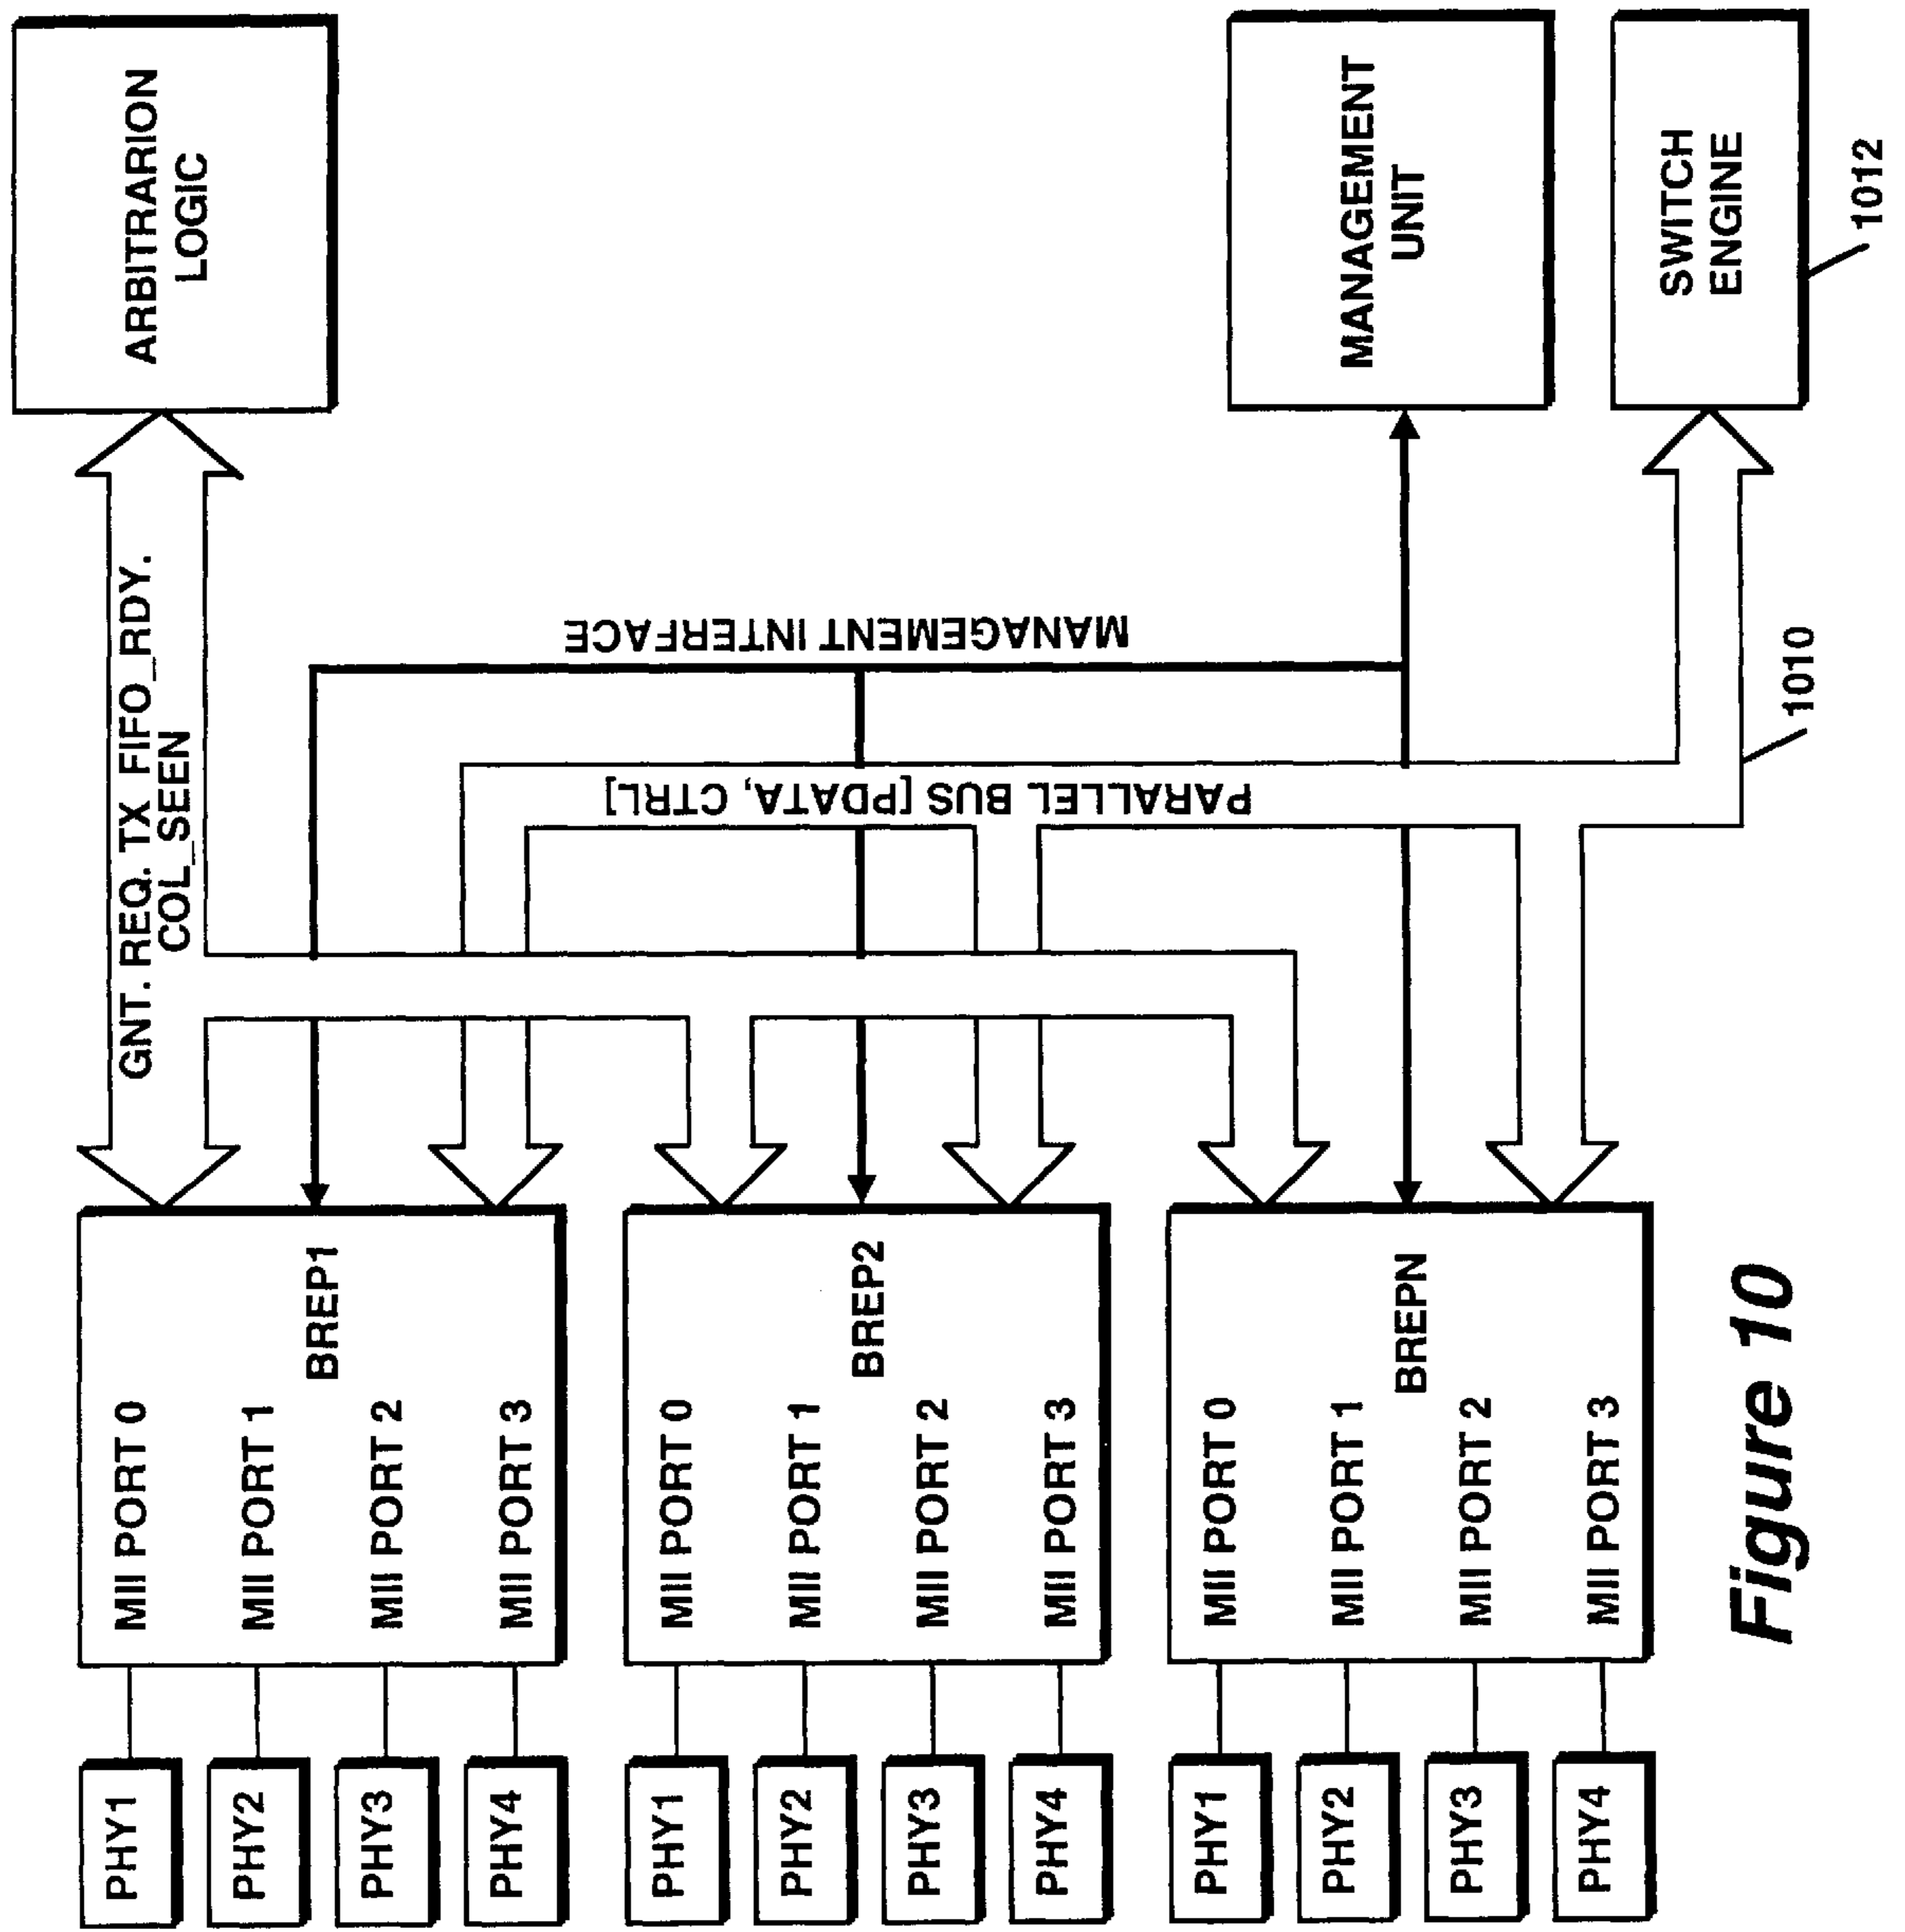 ARBITRARION
LOGIC
GNT. REQ. TX FIFO_RDY.
COL_SEEN
MANAGEMENT INTERFACE
PARALLEL BUS [PDATA, CTRL]
MANAGEMENT
UNIT
SWITCH
ENGINE
1012
1010
BREP1
MII PORT 0
MII PORT 1
MII PORT 2
MII PORT 3
PHY1
PHY2
PHY3
PHY4
BREP2
MII PORT 0
MII PORT 1
MII PORT 2
MII PORT 3
PHY1
PHY2
PHY3
PHY4
BREPN
MII PORT 0
MII PORT 1
MII PORT 2
MII PORT 3
PHY1
PHY2
PHY3
PHY4
Figure 10